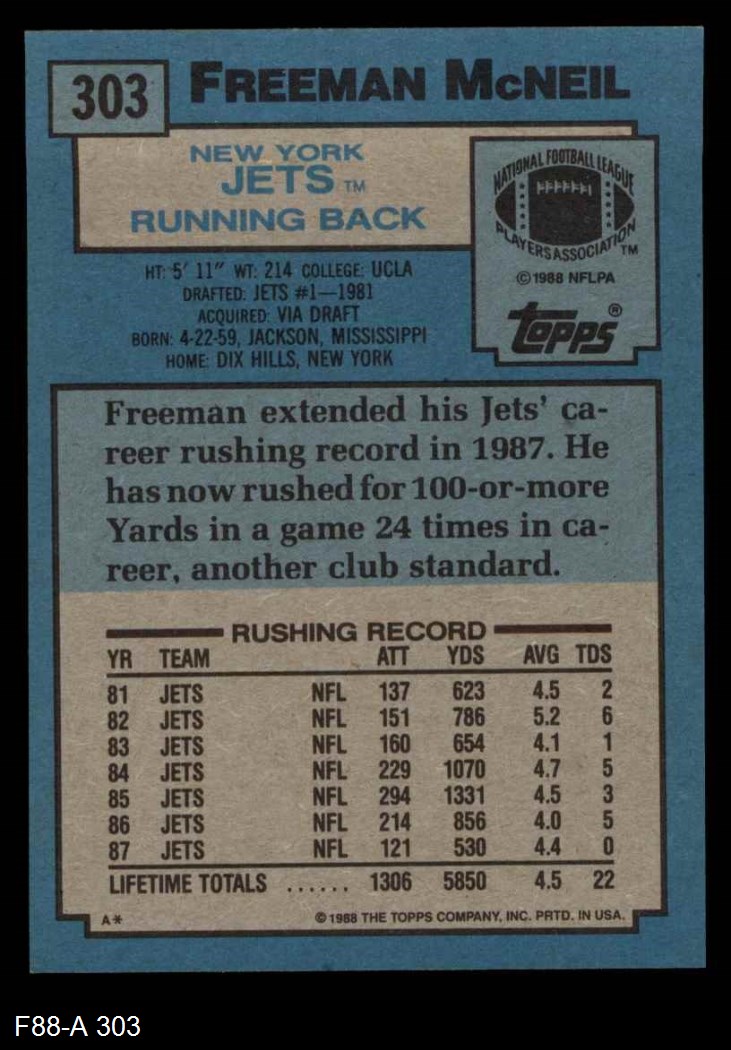 303
FREEMAN McNEIL
NEW YORK
JETS TM
RUNNING BACK
NATIONAL FOOTBALL LEAGUE
PLAYERS ASSOCIATION TM
© 1988 NFLPA
topps®
HT: 5' 11" WT: 214 COLLEGE: UCLA
DRAFTED: JETS #1—1981
ACQUIRED: VIA DRAFT
BORN: 4-22-59, JACKSON, MISSISSIPPI
HOME: DIX HILLS, NEW YORK
Freeman extended his Jets' ca-
reer rushing record in 1987. He
has now rushed for 100-or-more
Yards in a game 24 times in ca-
reer, another club standard.
RUSHING RECORD
YR TEAM ATT YDS AVG TDS
81 JETS NFL 137 623 4.5 2
82 JETS NFL 151 786 5.2 6
83 JETS NFL 160 654 4.1 1
84 JETS NFL 229 1070 4.7 5
85 JETS NFL 294 1331 4.5 3
86 JETS NFL 214 856 4.0 5
87 JETS NFL 121 530 4.4 0
LIFETIME TOTALS ...... 1306 5850 4.5 22
A* © 1988 THE TOPPS COMPANY, INC. PRTD. IN USA.
F88-A 303